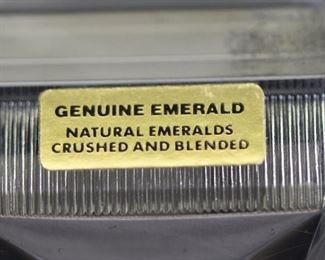 GENUINE EMERALD
NATURAL EMERALDS
CRUSHED AND BLENDED